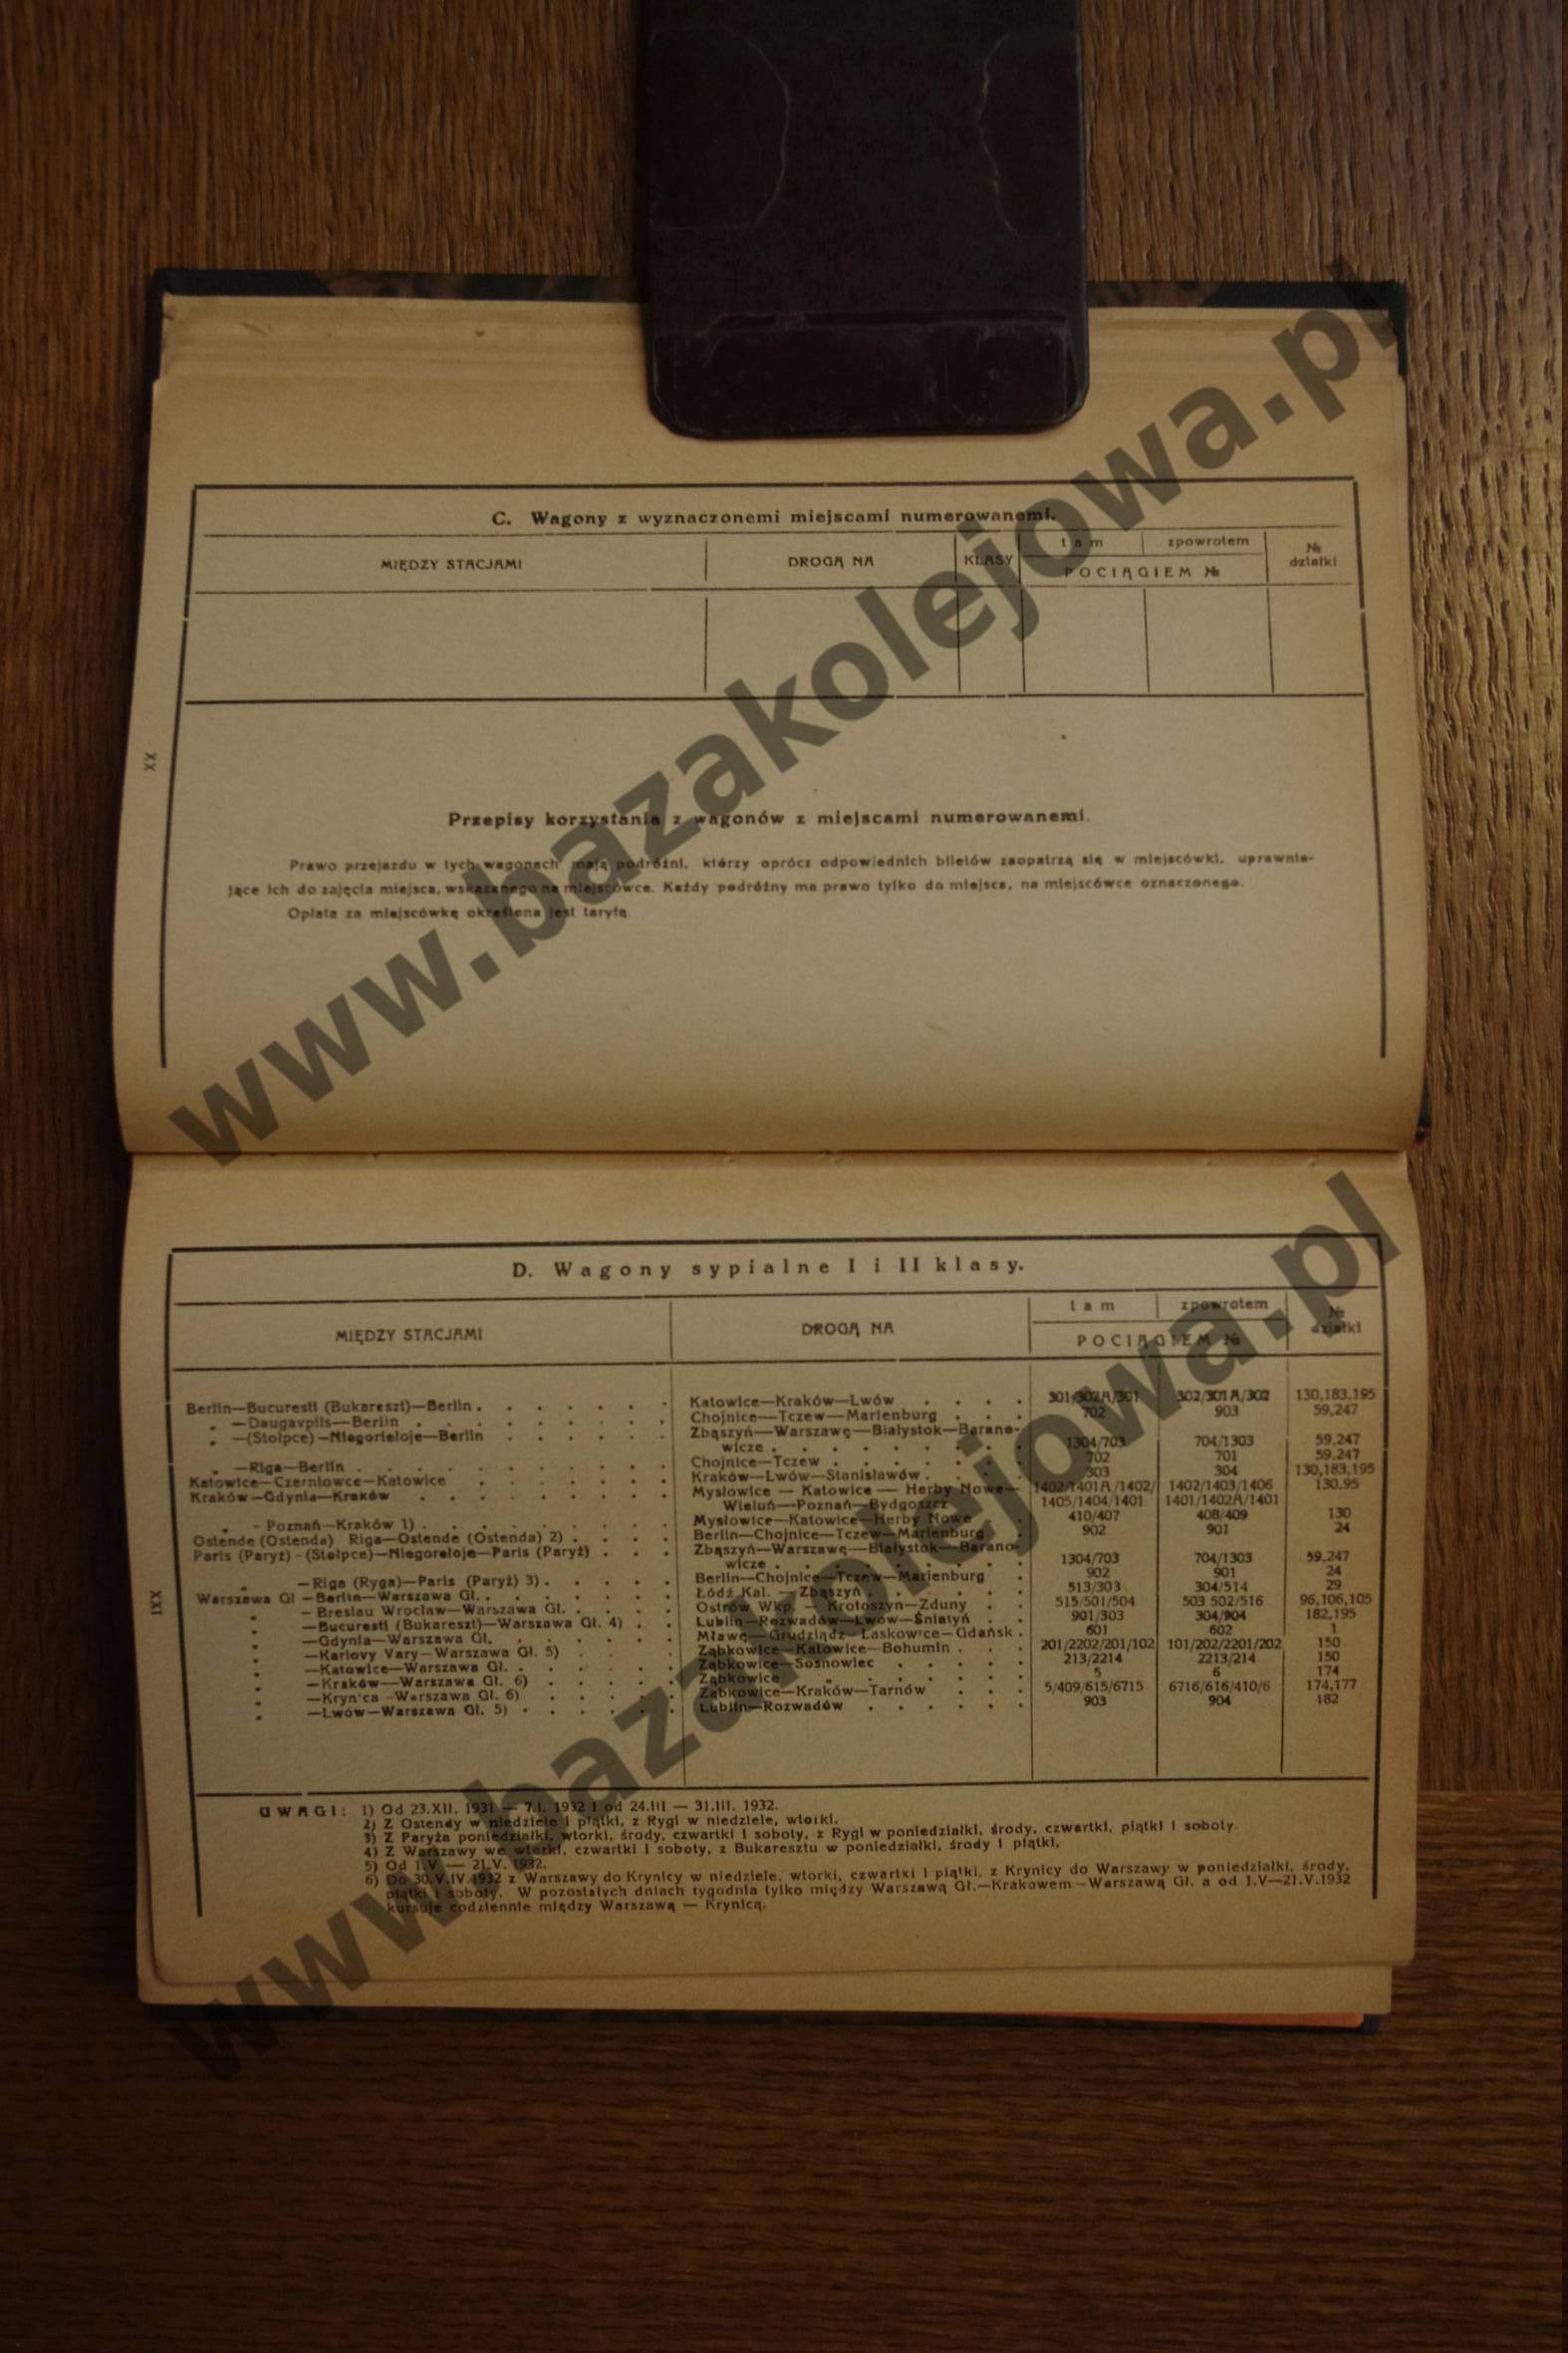 C. Wagony z wyznaczonemi miejscami numerowanemi.
MIĘDZY STACJAMI
DROGĄ NA
KLASY
tam
zpowrotem
POCIĄGIEM №
№ działki
XX
Przepisy korzystania z wagonów z miejscami numerowanemi.
Prawo przejazdu w tych wagonach mają podróżni, którzy oprócz odpowiednich biletów zaopatrzą się w miejscówki, uprawnia-
jące ich do zajęcia miejsca, wskazanego na miejscówce. Każdy podróżny ma prawo tylko do miejsca, na miejscówce oznaczonego.
Opłata za miejscówkę określona jest taryfą.
www.bazakolejowa.pl
D. Wagony sypialne I i II klasy.
MIĘDZY STACJAMI
DROGĄ NA
tam
zpowrotem
POCIĄGIEM №
№ działki
XXI
Berlin—Bucuresti (Bukareszt)—Berlin . . . . . . . Katowice—Kraków—Lwów . . . . 301/302A/301 302/301A/302 130,183,195
„ —Daugavpils—Berlin . . . . . . . . . Chojnice—Tczew—Marienburg . . . 702 903 59,247
„ —(Stołpce)—Niegorieloje—Berlin . . . . . . Zbąszyń—Warszawę—Białystok—Barano-
wicze . . . . . . . . . 1304/703 704/1303 59,247
„ —Riga—Berlin . . . . . . . . . . . Chojnice—Tczew . . . . . . . 702 701 59,247
Katowice—Czerniowce—Katowice . . . . . . . Kraków—Lwów—Stanisławów . . . . 303 304 130,183,195
Kraków—Gdynia—Kraków . . . . . . . . . Mysłowice — Katowice — Herby Nowe— 1402/1401A/1402/ 1402/1403/1406 130,95
Wieluń—Poznań—Bydgoszcz 1405/1404/1401 1401/1402A/1401
„ - Poznań—Kraków 1) . . . . . . . . . Mysłowice—Katowice—Herby Nowe . 410/407 408/409 130
Ostende (Ostenda) Riga—Ostende (Ostenda) 2) . . . . Berlin—Chojnice—Tczew—Marienburg . 902 901 24
Paris (Paryż) - (Stołpce)—Niegoreloje—Paris (Paryż) . . . Zbąszyń—Warszawę—Białystok—Barano-
wicze . . . . . . . . . 1304/703 704/1303 59,247
„ —Riga (Ryga)—Paris (Paryż) 3) . . . . . Berlin—Chojnice—Tczew—Marienburg . 902 901 24
Warszawa Gł —Berlin—Warszawa Gł. . . . . . . . Łódź Kal. — Zbąszyń . . . . . . 513/303 304/514 29
„ - Breslau Wrocław—Warszawa Gł. . . . . Ostrów Wkp. — Krotoszyn—Zduny . . 515/501/504 503 502/516 96,106,105
„ —Bucuresti (Bukareszt)—Warszawa Gł. 4) . . Lublin—Rozwadów—Lwów—Śniatyń . . 901/303 304/904 182,195
„ —Gdynia—Warszawa Gł. . . . . . . . Mławę—Grudziądz—Laskowice—Gdańsk . 601 602 1
„ —Karlovy Vary—Warszawa Gł. 5) . . . . Ząbkowice—Katowice—Bohumin . . . 201/2202/201/102 101/202/2201/202 150
„ —Katowice—Warszawa Gł. . . . . . . Ząbkowice—Sosnowiec . . . . . 213/2214 2213/214 150
„ —Kraków—Warszawa Gł. 6) . . . . . Ząbkowice „ . . . . . 5 6 174
„ —Kryn'ca —Warszawa Gł. 6) . . . . . Ząbkowice—Kraków—Tarnów . . . 5/409/615/6715 6716/616/410/6 174,177
„ —Lwów—Warszawa Gł. 5) . . . . . . Lublin—Rozwadów . . . . . . 903 904 182
UWAGI: 1) Od 23.XII. 1931 — 7.I. 1932 i od 24.III — 31.III. 1932.
2) Z Ostendy w niedziele i piątki, z Rygi w niedziele, wtorki.
3) Z Paryża poniedziałki, wtorki, środy, czwartki i soboty, z Rygi w poniedziałki, środy, czwartki, piątki i soboty.
4) Z Warszawy we wtorki, czwartki i soboty, z Bukaresztu w poniedziałki, środy i piątki.
5) Od 1.V — 21.V. 1932.
6) Do 30.V.IV.1932 z Warszawy do Krynicy w niedziele, wtorki, czwartki i piątki, z Krynicy do Warszawy w poniedziałki, środy,
piątki i soboty. W pozostałych dniach tygodnia tylko między Warszawą Gł.—Krakowem—Warszawą Gł. a od 1.V—21.V.1932
kursuje codziennie między Warszawą — Krynicą.
www.bazakolejowa.pl